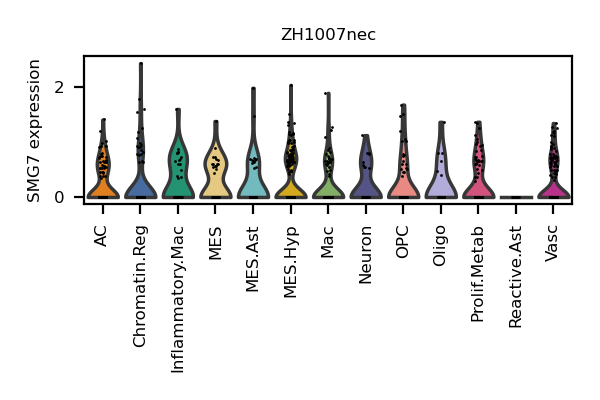 ZH1007nec
SMG7 expression
2
0
AC
Chromatin.Reg
Inflammatory.Mac
MES
MES.Ast
MES.Hyp
Mac
Neuron
OPC
Oligo
Prolif.Metab
Reactive.Ast
Vasc